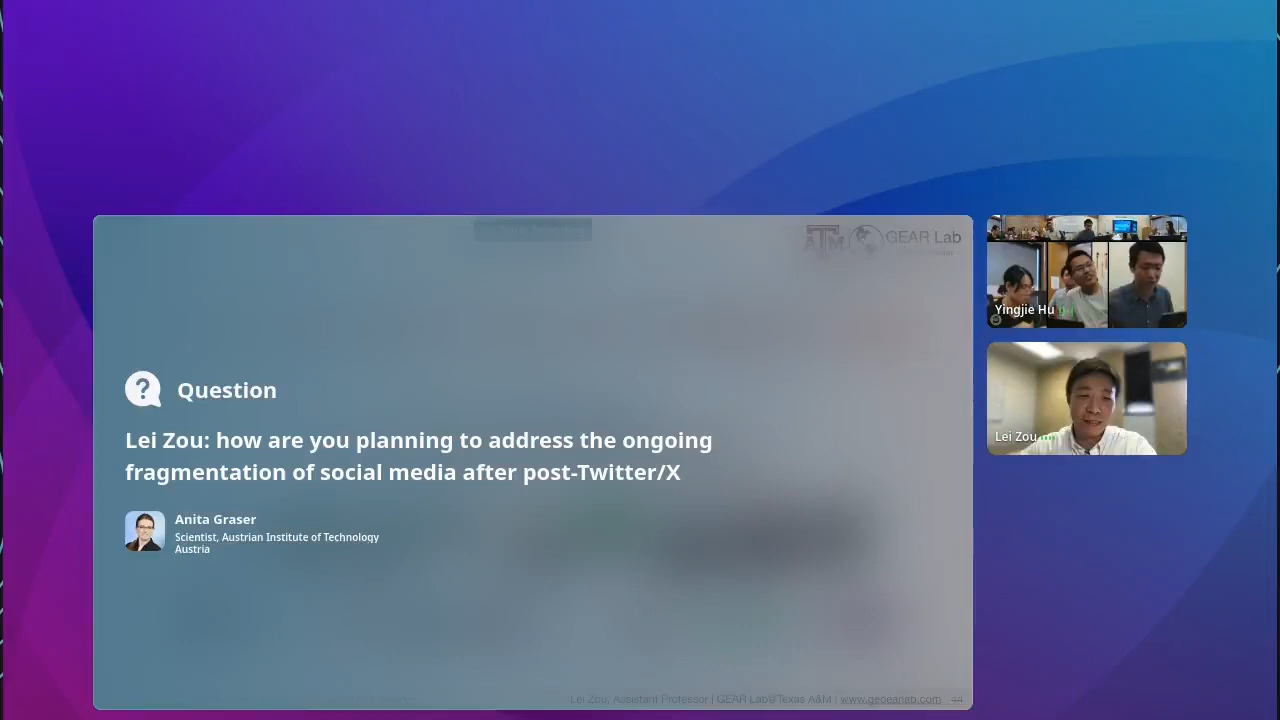 GEAR Lab
Question
Lei Zou: how are you planning to address the ongoing
fragmentation of social media after post-Twitter/X
Anita Graser
Scientist, Austrian Institute of Technology
Austria
Lei Zou, Assistant Professor | GEAR Lab@Texas A&M | www.geoearlab.com 44
Yingjie Hu
Lei Zou